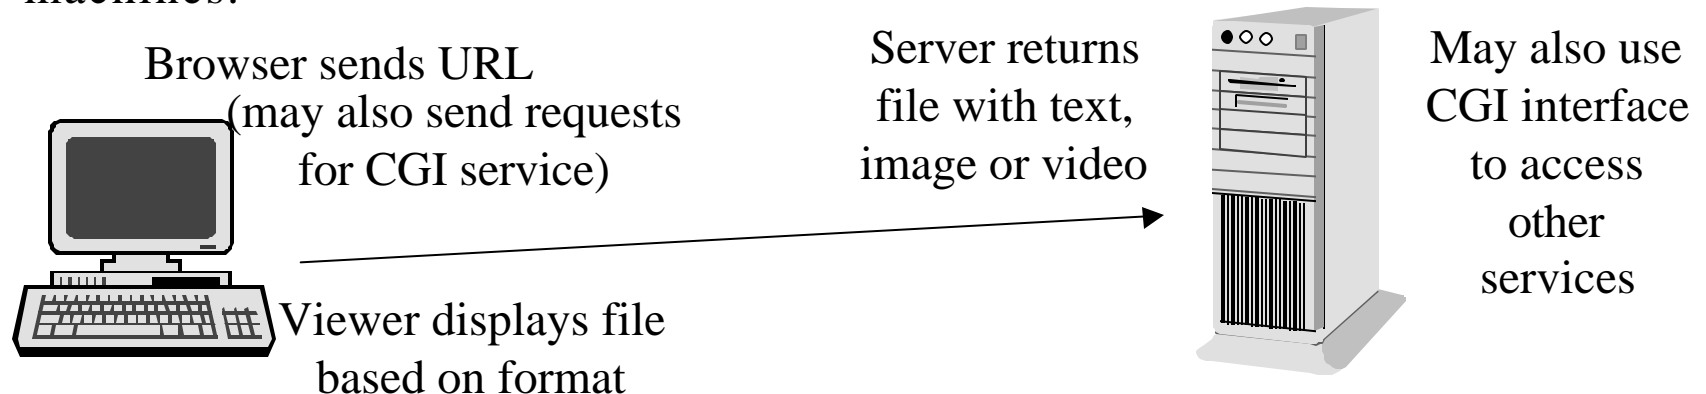 machines.
Browser sends URL
(may also send requests
for CGI service)
Viewer displays file
based on format
Server returns
file with text,
image or video
May also use
CGI interface
to access
other
services